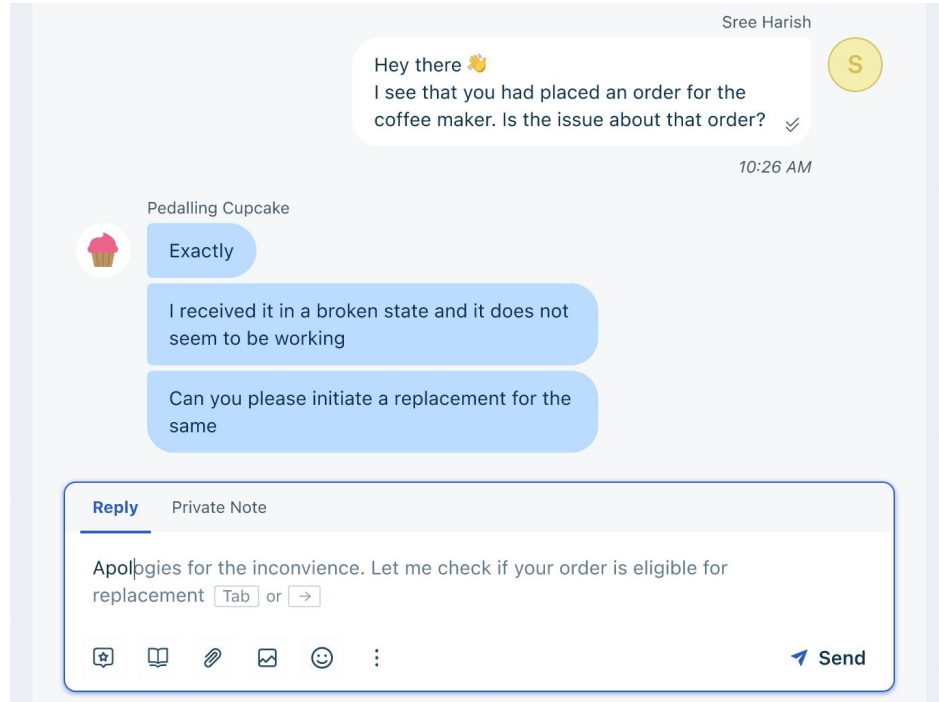 Sree Harish
Hey there 👋
I see that you had placed an order for the
coffee maker. Is the issue about that order?
S
10:26 AM
Pedalling Cupcake
Exactly
I received it in a broken state and it does not
seem to be working
Can you please initiate a replacement for the
same
Reply Private Note
Apologies for the inconvience. Let me check if your order is eligible for
replacement Tab or →
Send